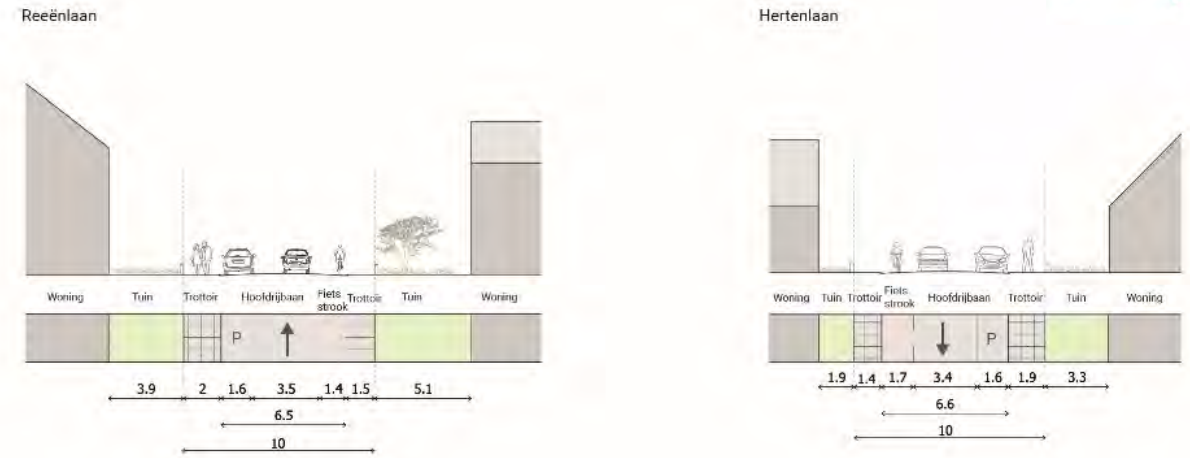 Reeënlaan
Woning Tuin Trottoir Hoofdrijbaan Fiets strook Trottoir Tuin Woning
P
3.9 2 1.6 3.5 1.4 1.5 5.1
6.5
10
Hertenlaan
Woning Tuin Trottoir Fiets strook Hoofdrijbaan Trottoir Tuin Woning
P
1.9 1.4 1.7 3.4 1.6 1.9 3.3
6.6
10